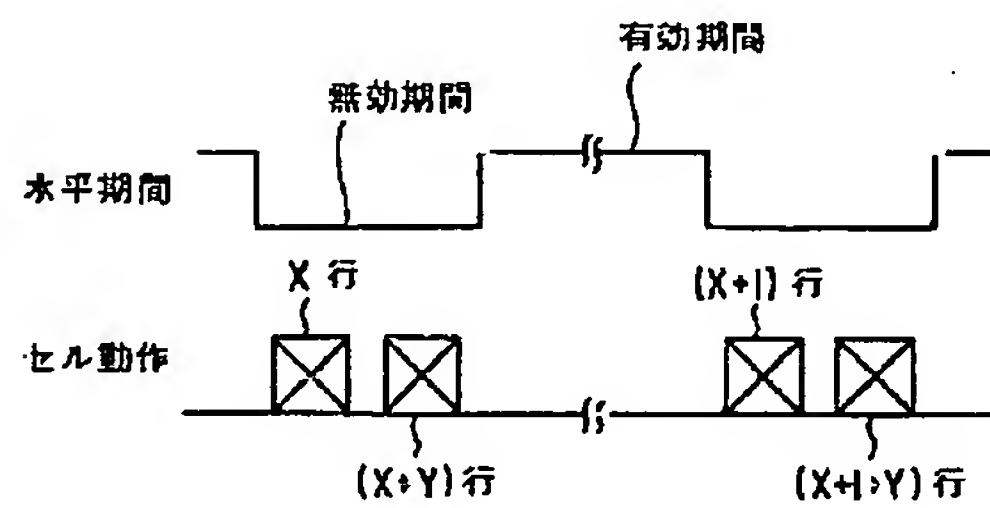 有効期間
無効期間
水平期間
X 行
(X+1) 行
セル動作
(X+Y) 行
(X+1+Y) 行